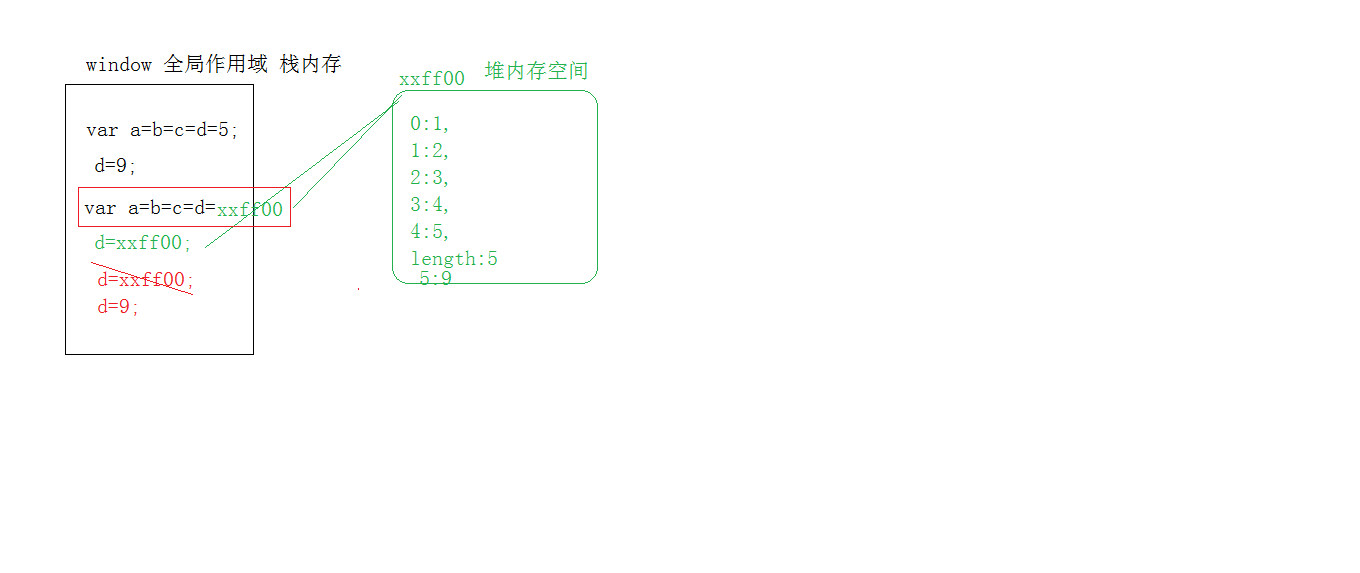 window 全局作用域 栈内存
var a=b=c=d=5;
d=9;
var a=b=c=d=xxff00
d=xxff00;
d=xxff00;
d=9;
xxff00 堆内存空间
0:1,
1:2,
2:3,
3:4,
4:5,
length:5
5:9